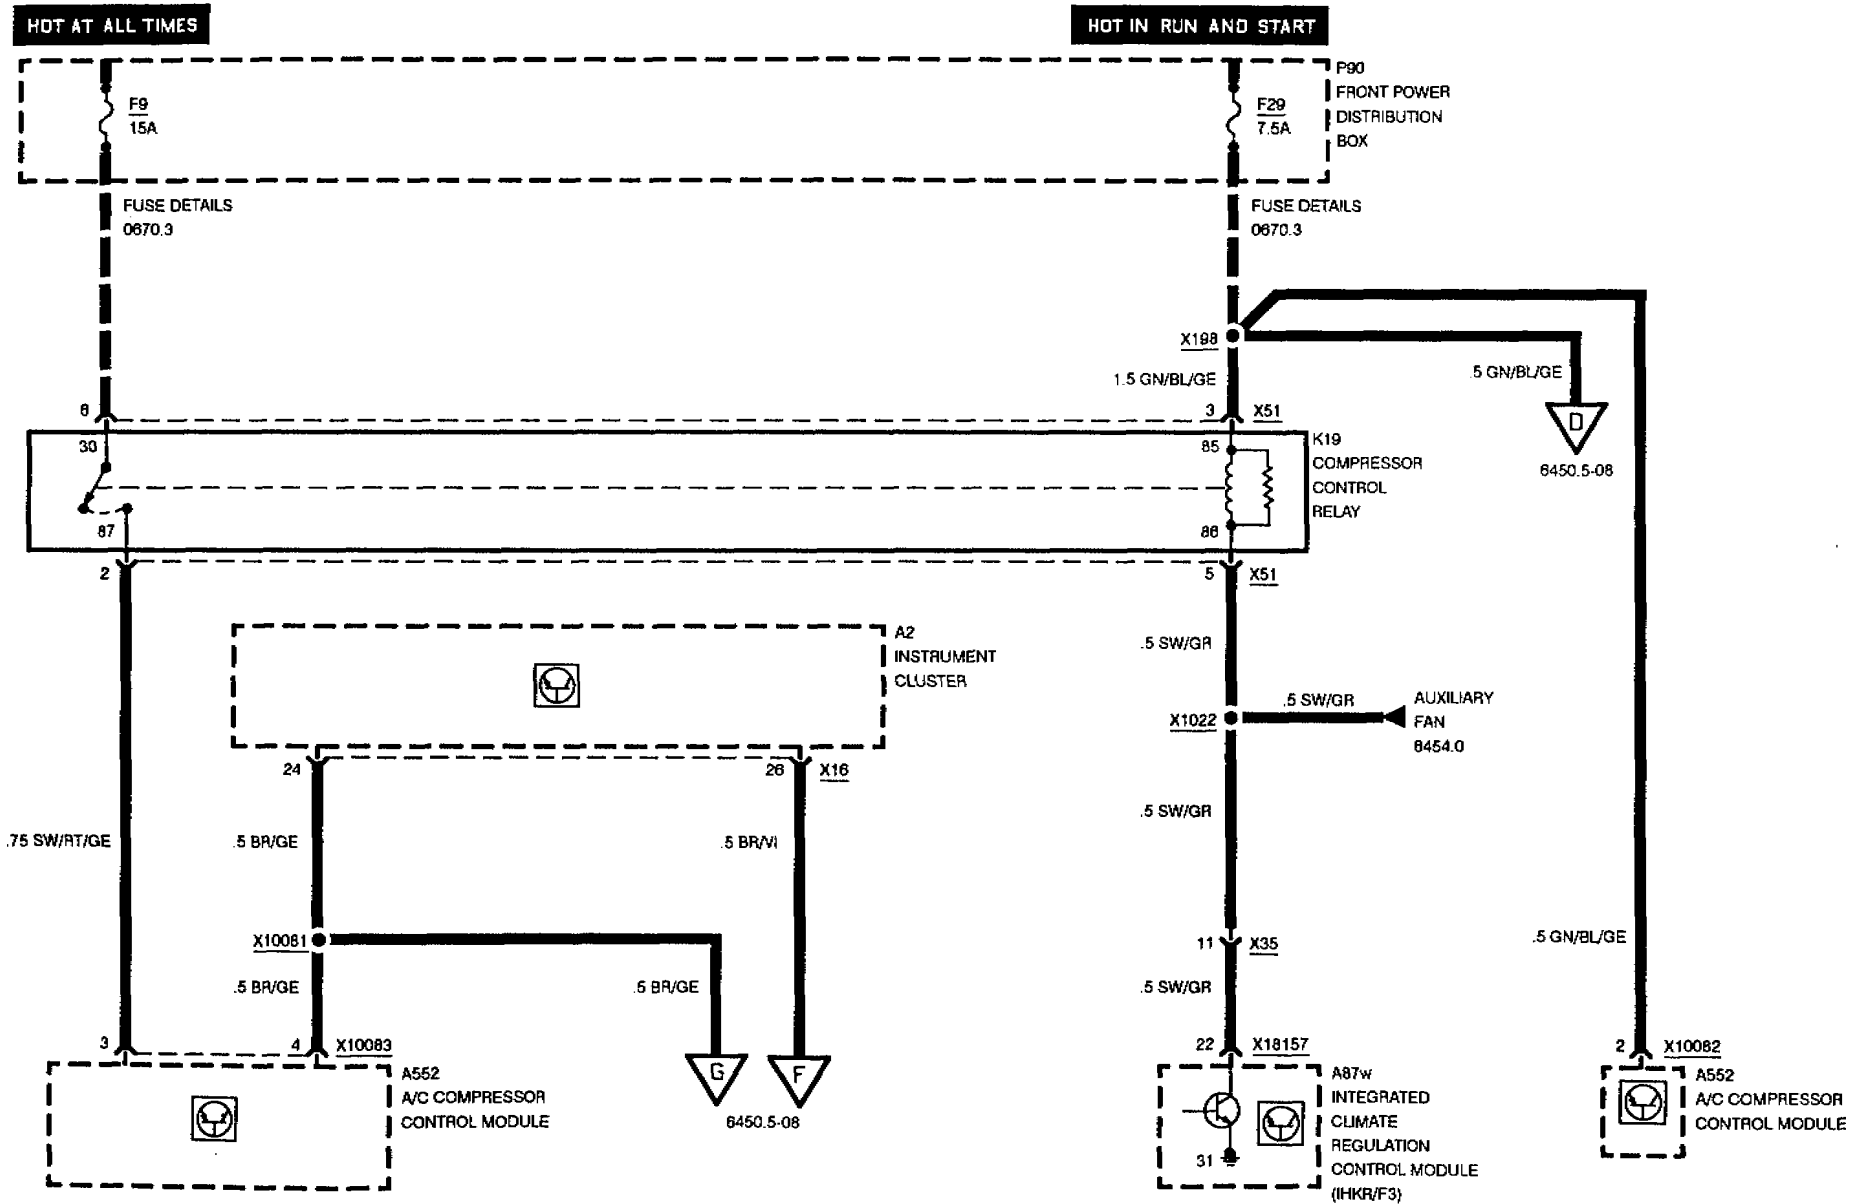 HOT AT ALL TIMES
HOT IN RUN AND START
F9
15A
F29
7.5A
P90
FRONT POWER
DISTRIBUTION
BOX
FUSE DETAILS
0670.3
FUSE DETAILS
0670.3
X198
1.5 GN/BL/GE
.5 GN/BL/GE
D
6450.5-08
6
3
X51
30
85
K19
COMPRESSOR
CONTROL
RELAY
87
86
2
5
X51
A2
INSTRUMENT
CLUSTER
.5 SW/GR
X1022
.5 SW/GR
AUXILIARY
FAN
6454.0
24
26
X16
.75 SW/RT/GE
.5 BR/GE
.5 BR/VI
.5 SW/GR
X10081
11
X35
.5 GN/BL/GE
.5 BR/GE
.5 BR/GE
.5 SW/GR
3
4
X10083
22
X18157
2
X10082
A552
A/C COMPRESSOR
CONTROL MODULE
G
F
6450.5-08
A87w
INTEGRATED
CLIMATE
REGULATION
CONTROL MODULE
(IHKR/F3)
31
A552
A/C COMPRESSOR
CONTROL MODULE